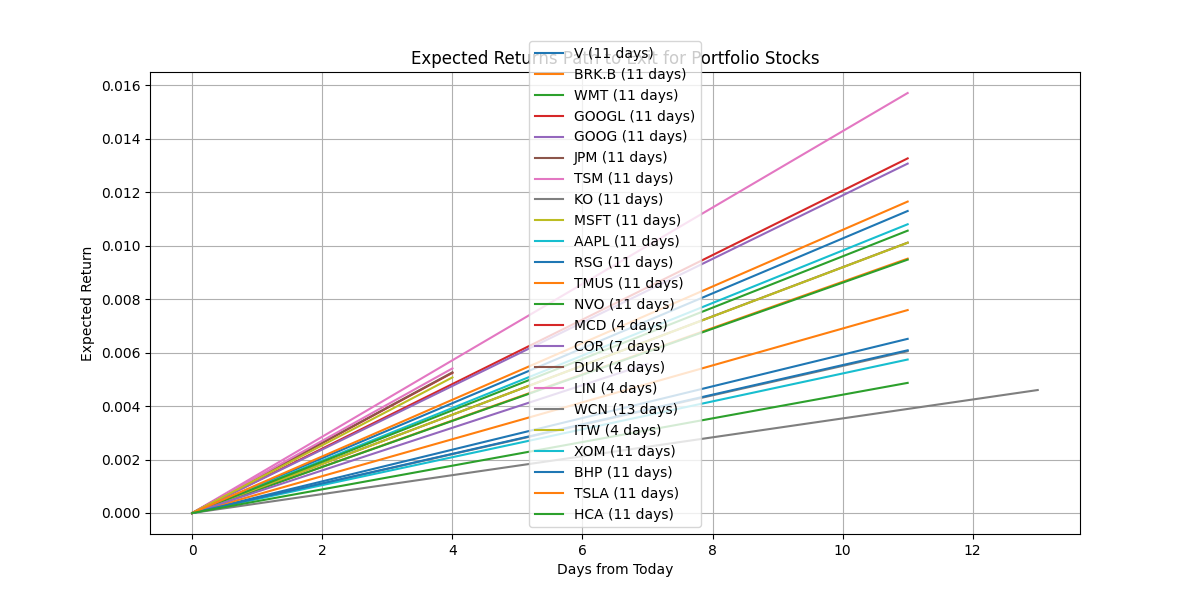 Expected Returns Path to Exit for Portfolio Stocks
V (11 days)
BRK.B (11 days)
WMT (11 days)
GOOGL (11 days)
GOOG (11 days)
JPM (11 days)
TSM (11 days)
KO (11 days)
MSFT (11 days)
AAPL (11 days)
RSG (11 days)
TMUS (11 days)
NVO (11 days)
MCD (4 days)
COR (7 days)
DUK (4 days)
LIN (4 days)
WCN (13 days)
ITW (4 days)
XOM (11 days)
BHP (11 days)
TSLA (11 days)
HCA (11 days)
Expected Return
0.016
0.014
0.012
0.010
0.008
0.006
0.004
0.002
0.000
0 2 4 6 8 10 12
Days from Today